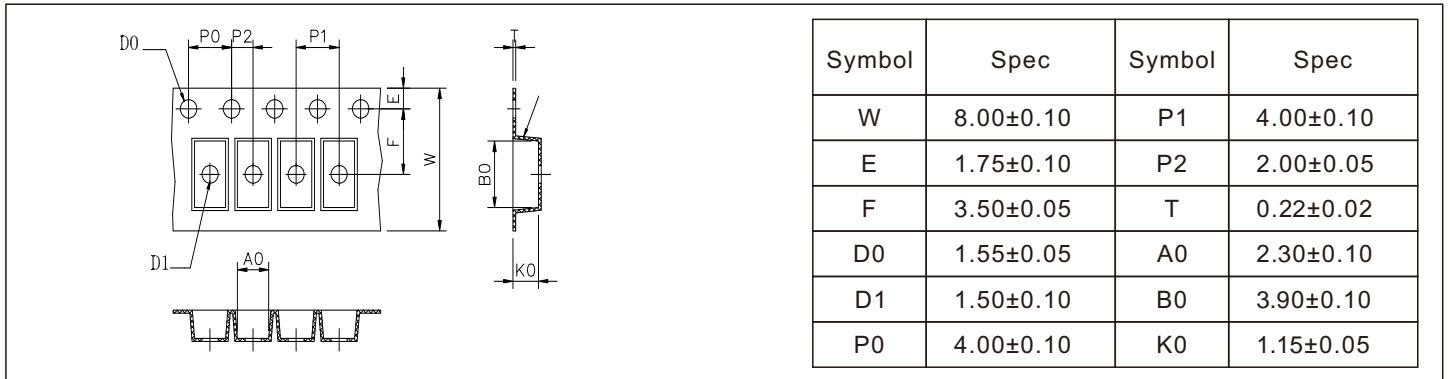 P0 P2 P1
D0
E
F
W
D1
A0
T
B0
K0
Symbol Spec Symbol Spec
W 8.00±0.10 P1 4.00±0.10
E 1.75±0.10 P2 2.00±0.05
F 3.50±0.05 T 0.22±0.02
D0 1.55±0.05 A0 2.30±0.10
D1 1.50±0.10 B0 3.90±0.10
P0 4.00±0.10 K0 1.15±0.05